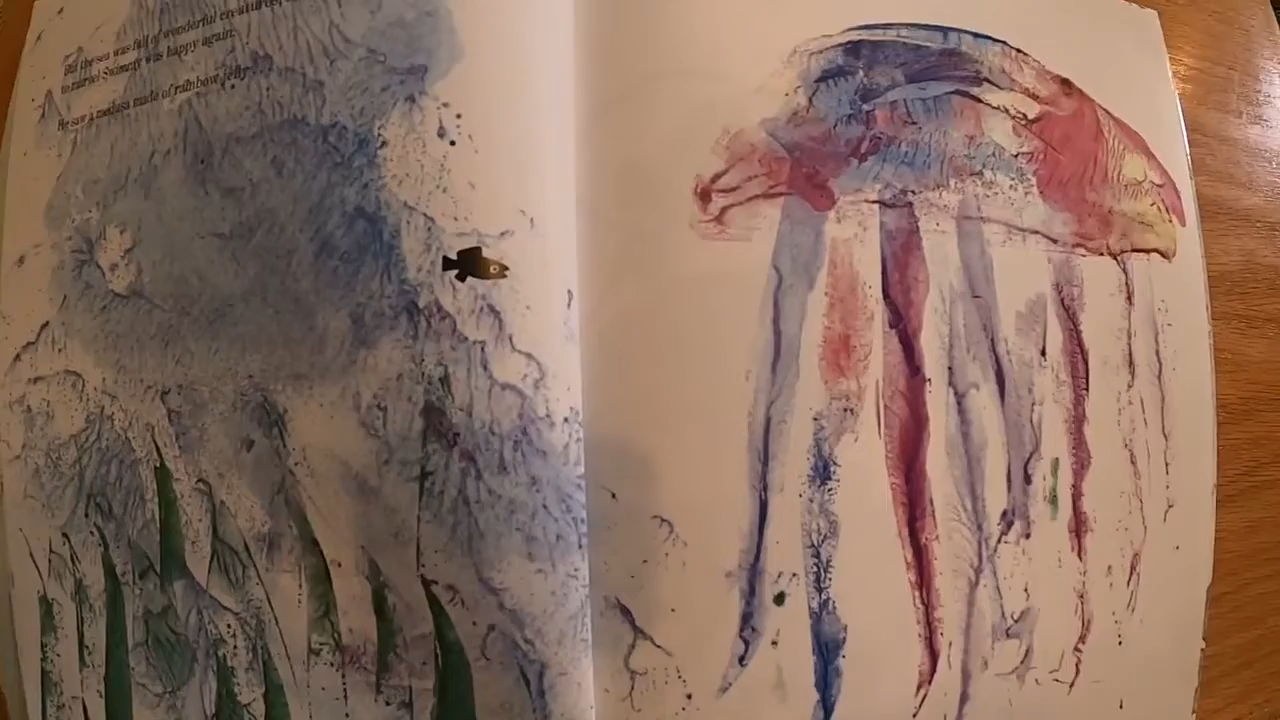 But the sea was full of wonderful creatures,
to marvel Swimmy was happy again.
He saw a medusa made of rainbow jelly